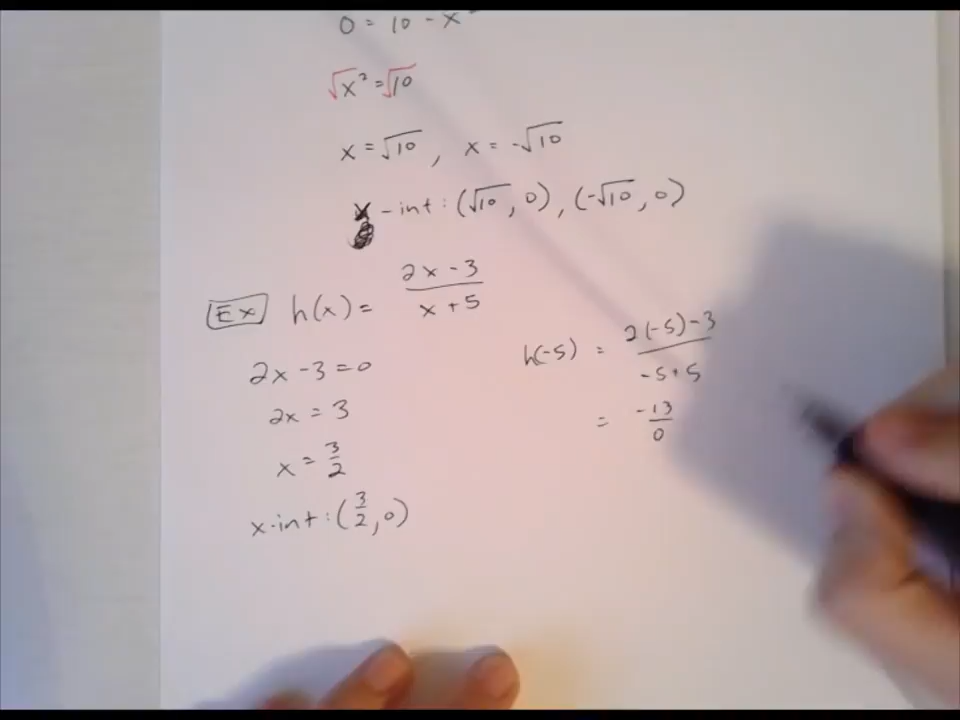 0 = 10 - x²
√x² = √10
x = √10 , x = -√10
x - int : (√10 , 0) , (-√10 , 0)
Ex h(x) = (2x - 3)/(x + 5)
2x - 3 = 0
2x = 3
x = 3/2
x - int : (3/2 , 0)
h(-5) = (2(-5) - 3)/(-5 + 5)
= -13/0